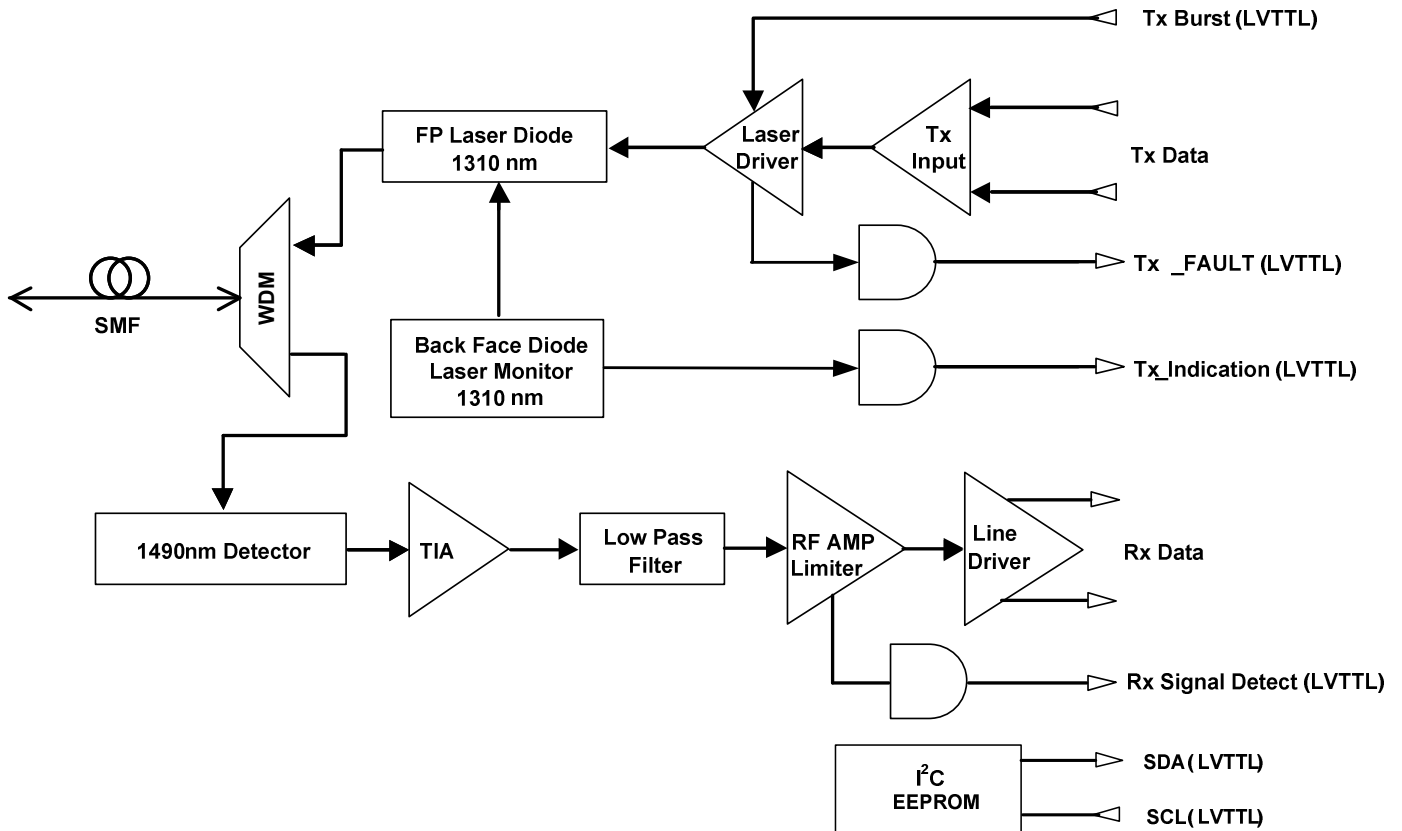 Tx Burst (LVTTL)
FP Laser Diode
1310 nm
Laser
Driver
Tx
Input
Tx Data
WDM
SMF
Tx _FAULT (LVTTL)
Back Face Diode
Laser Monitor
1310 nm
Tx_Indication (LVTTL)
1490nm Detector
TIA
Low Pass
Filter
RF AMP
Limiter
Line
Driver
Rx Data
Rx Signal Detect (LVTTL)
I²C
EEPROM
SDA (LVTTL)
SCL (LVTTL)